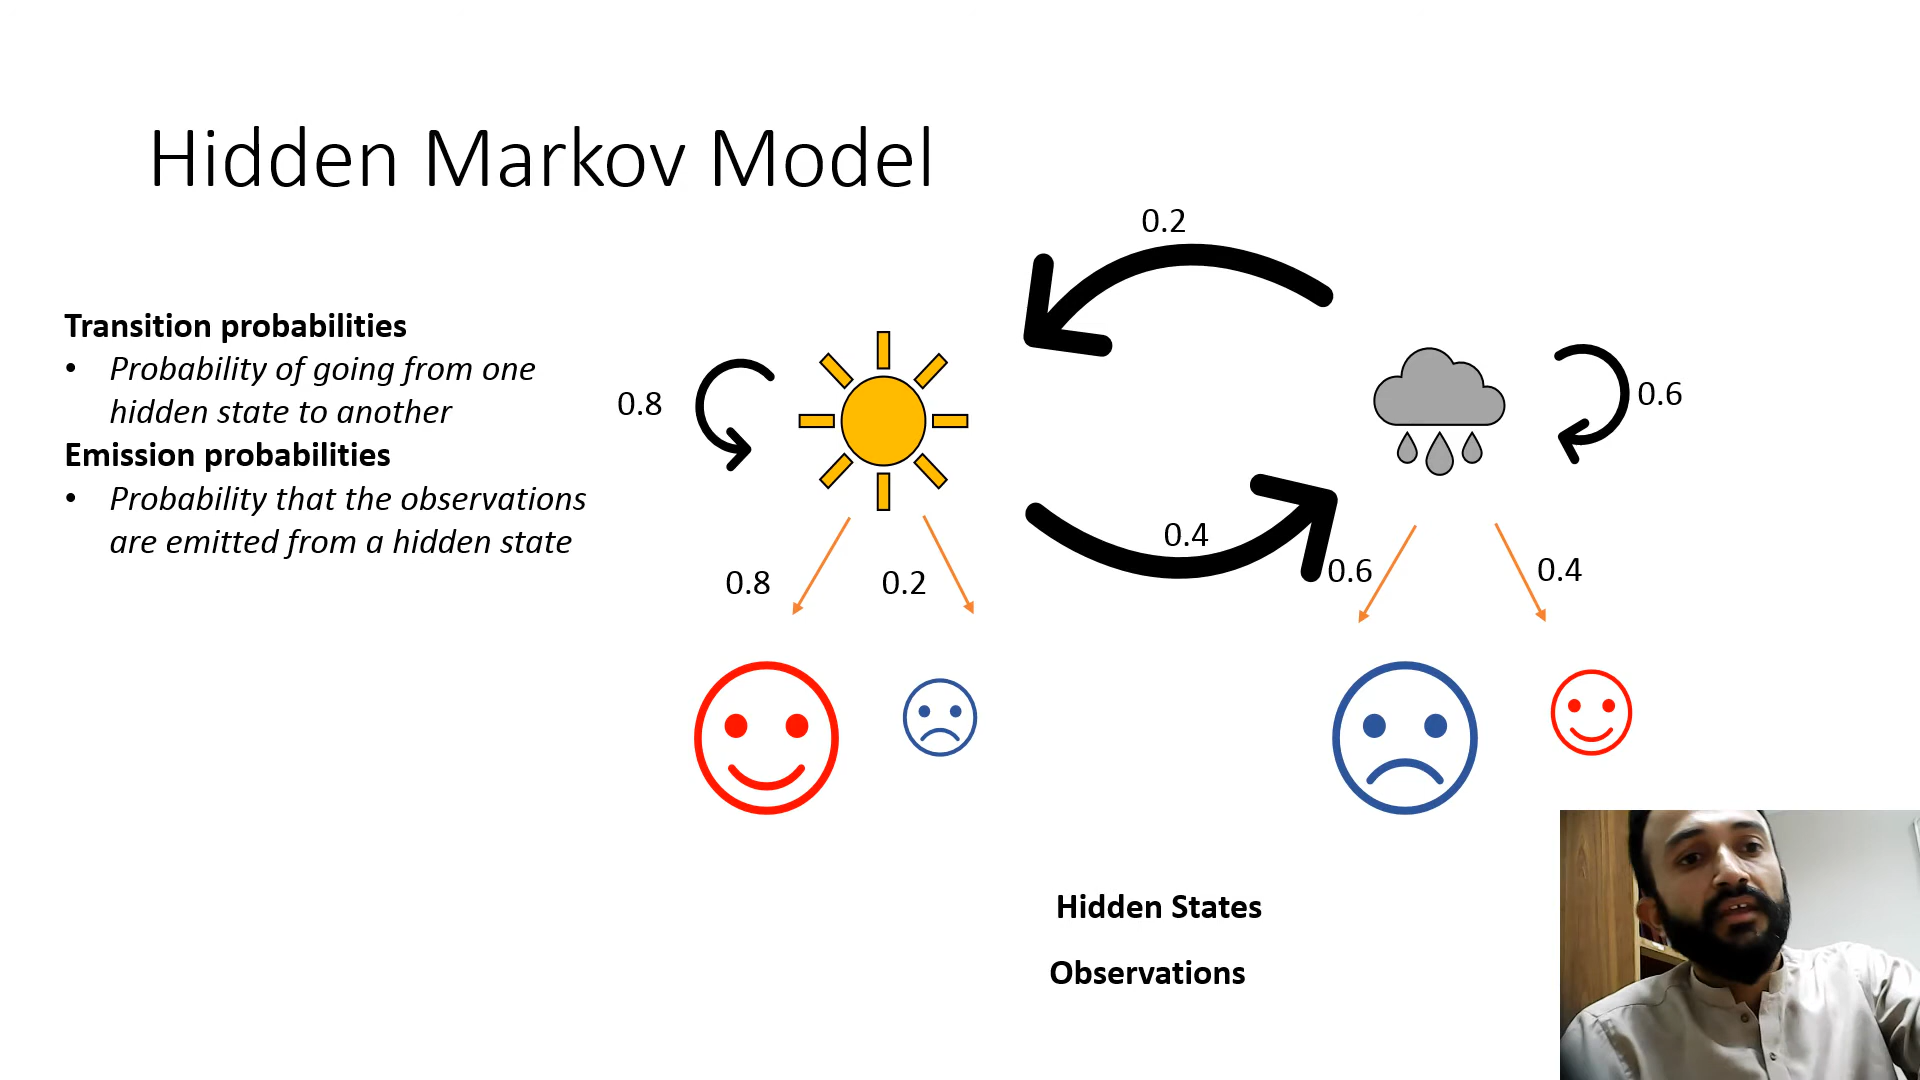 Hidden Markov Model
Transition probabilities
• Probability of going from one
hidden state to another
Emission probabilities
• Probability that the observations
are emitted from a hidden state
0.2
0.8
0.6
0.4
0.8
0.2
0.6
0.4
Hidden States
Observations